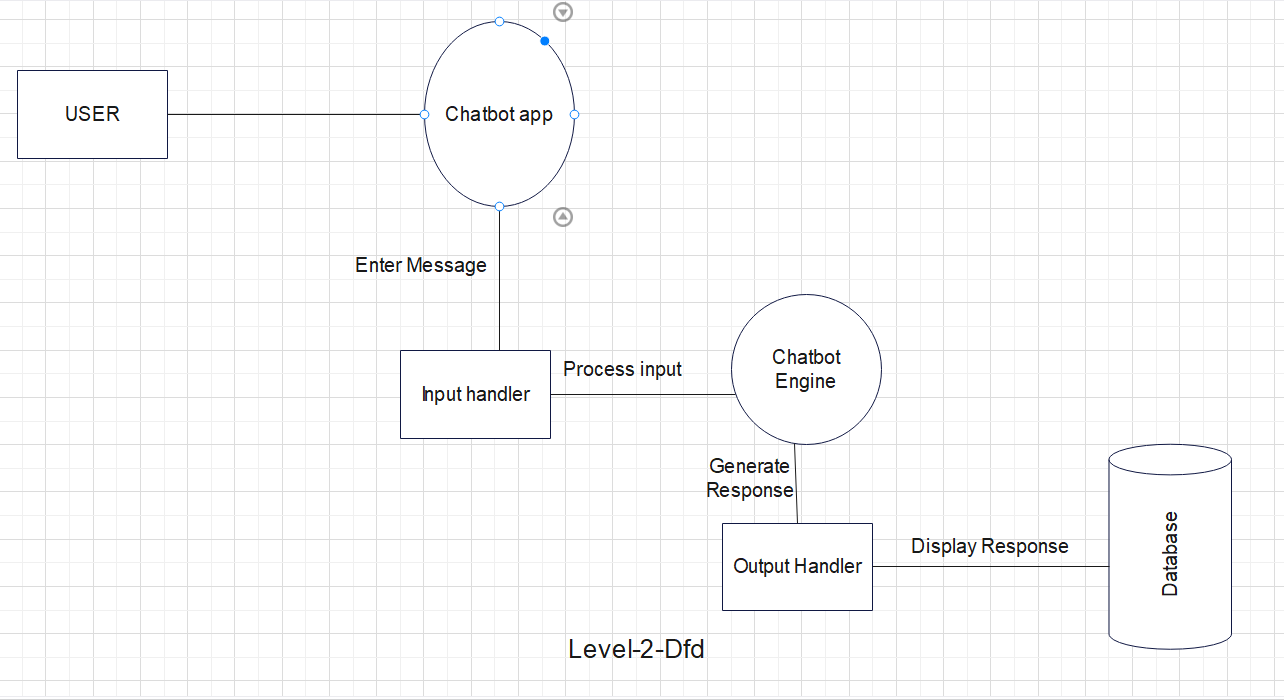 USER
Chatbot app
Enter Message
Input handler
Process input
Chatbot
Engine
Generate
Response
Output Handler
Display Response
Database
Level-2-Dfd